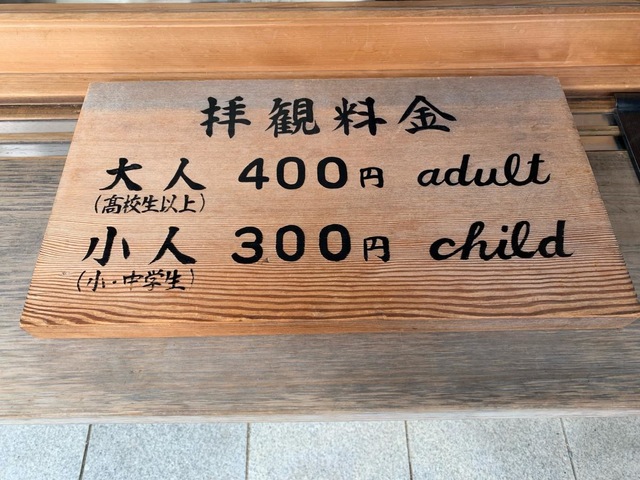 拝観料金
大人 400円 adult
(高校生以上)
小人 300円 child
(小・中学生)